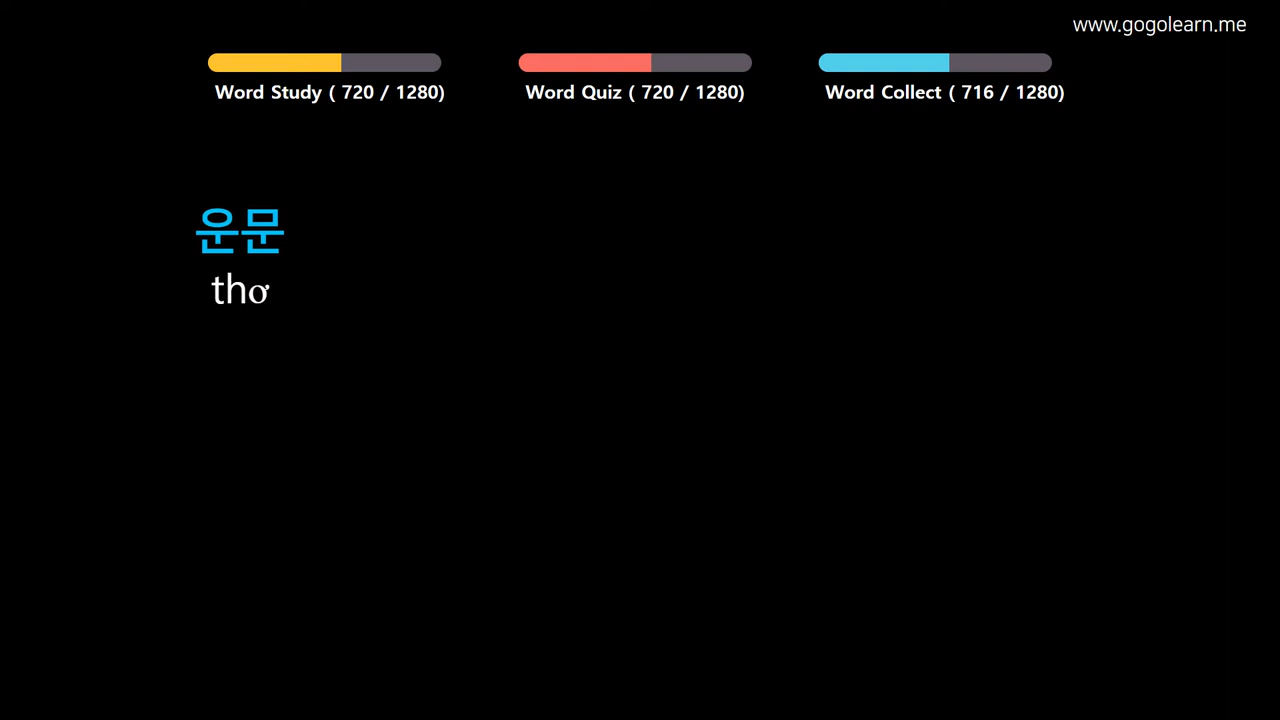 www.gogolearn.me
Word Study ( 720 / 1280)
Word Quiz ( 720 / 1280)
Word Collect ( 716 / 1280)
운문
thơ